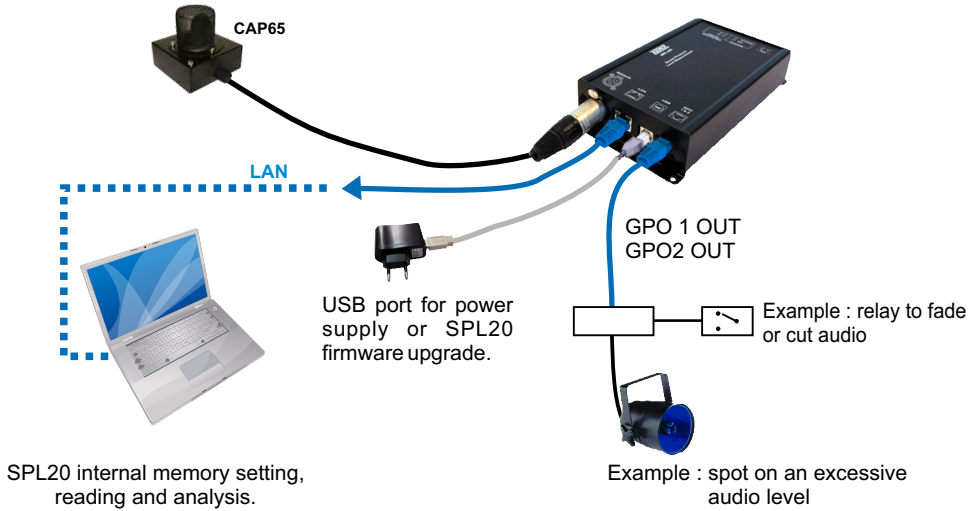 CAP65
LAN
GPO 1 OUT
GPO2 OUT
USB port for power
supply or SPL20
firmware upgrade.
Example : relay to fade
or cut audio
SPL20 internal memory setting,
reading and analysis.
Example : spot on an excessive
audio level